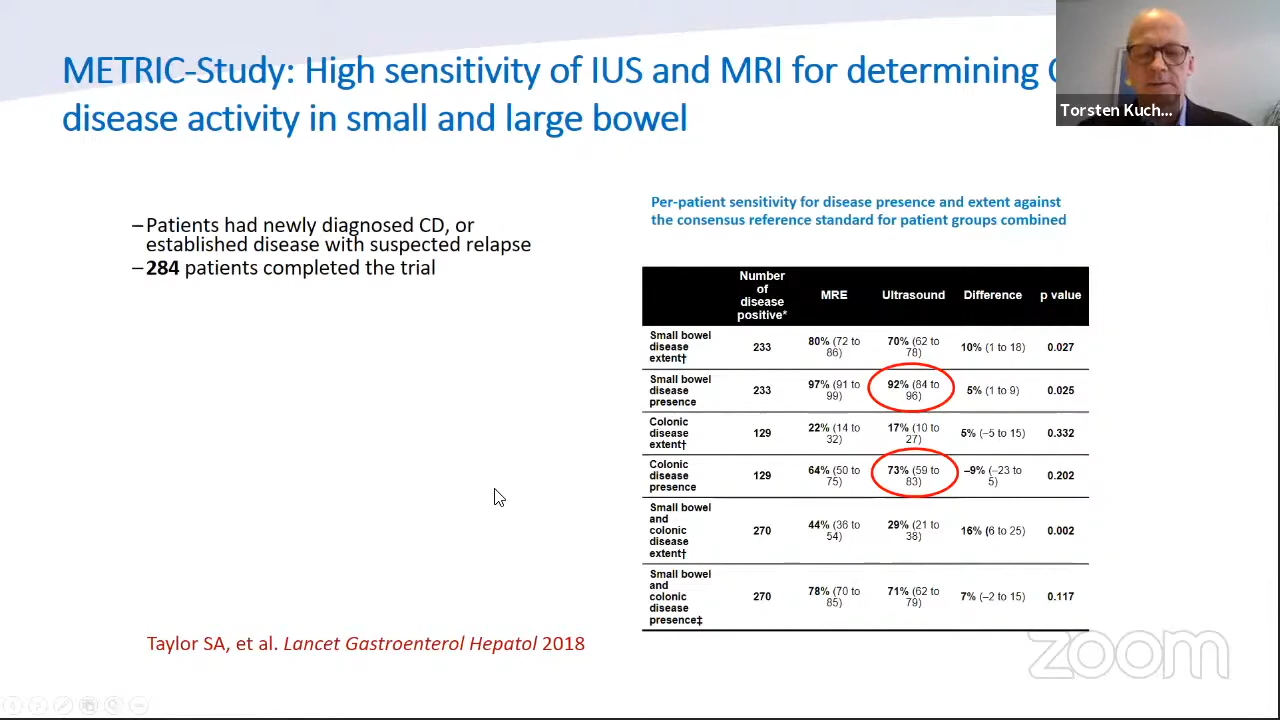 METRIC-Study: High sensitivity of IUS and MRI for determining
disease activity in small and large bowel
Torsten Kuch...
–Patients had newly diagnosed CD, or
established disease with suspected relapse
–284 patients completed the trial
Per-patient sensitivity for disease presence and extent against
the consensus reference standard for patient groups combined
Number
of
disease
positive*
MRE
Ultrasound
Difference
p value
Small bowel
disease
extent†
233
80% (72 to
86)
70% (62 to
78)
10% (1 to 18)
0.027
Small bowel
disease
presence
233
97% (91 to
99)
92% (84 to
96)
5% (1 to 9)
0.025
Colonic
disease
extent†
129
22% (14 to
32)
17% (10 to
27)
5% (–5 to 15)
0.332
Colonic
disease
presence
129
64% (50 to
75)
73% (59 to
83)
–9% (–23 to
5)
0.202
Small bowel
and
colonic
disease
extent†
270
44% (36 to
54)
29% (21 to
38)
16% (6 to 25)
0.002
Small bowel
and
colonic
disease
presence‡
270
78% (70 to
85)
71% (62 to
79)
7% (–2 to 15)
0.117
Taylor SA, et al. Lancet Gastroenterol Hepatol 2018
zoom